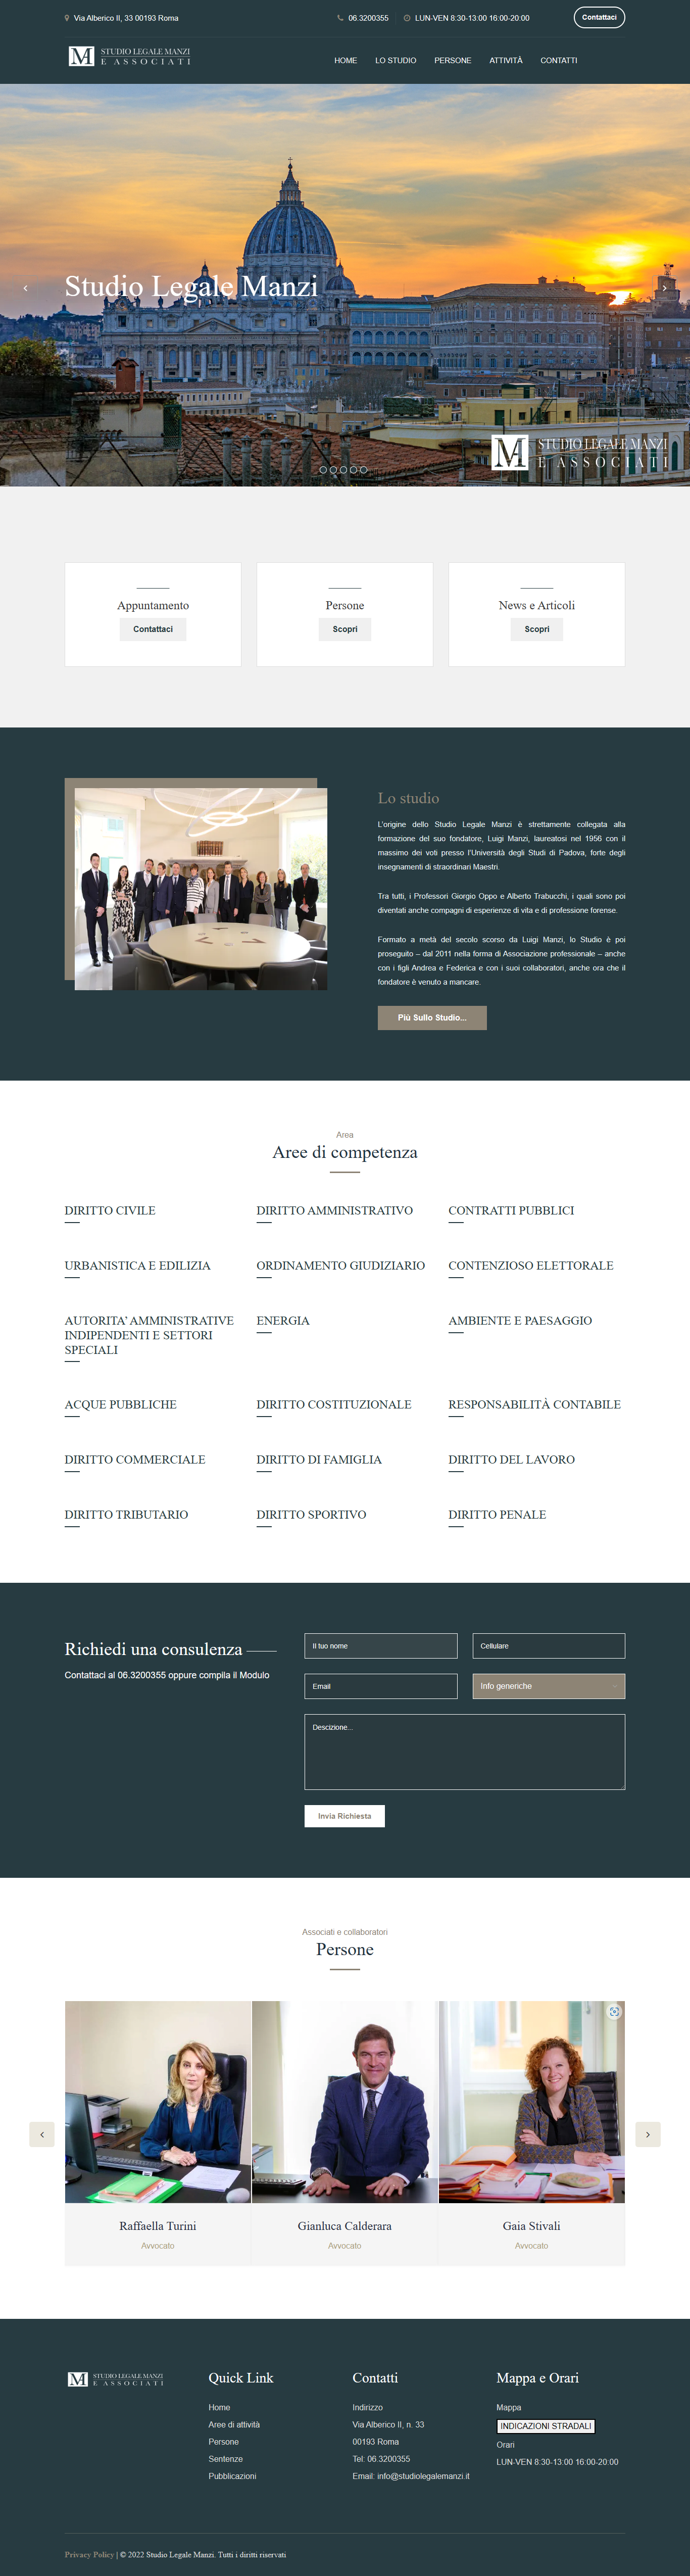 Via Alberico II, 33 00193 Roma
06.3200355
LUN-VEN 8:30-13:00 16:00-20:00
Contattaci
M STUDIO LEGALE MANZI
E ASSOCIATI
HOME LO STUDIO PERSONE ATTIVITÀ CONTATTI
Studio Legale Manzi
M STUDIO LEGALE MANZI
E ASSOCIATI
Appuntamento
Contattaci
Persone
Scopri
News e Articoli
Scopri
Lo studio
L'origine dello Studio Legale Manzi è strettamente collegata alla
formazione del suo fondatore, Luigi Manzi, laureatosi nel 1956 con il
massimo dei voti presso l'Università degli Studi di Padova, forte degli
insegnamenti di straordinari Maestri.
Tra tutti, i Professori Giorgio Oppo e Alberto Trabucchi, i quali sono poi
diventati anche compagni di esperienze di vita e di professione forense.
Formato a metà del secolo scorso da Luigi Manzi, lo Studio è poi
proseguito – dal 2011 nella forma di Associazione professionale – anche
con i figli Andrea e Federica e con i suoi collaboratori, anche ora che il
fondatore è venuto a mancare.
Più Sullo Studio...
Area
Aree di competenza
DIRITTO CIVILE
DIRITTO AMMINISTRATIVO
CONTRATTI PUBBLICI
URBANISTICA E EDILIZIA
ORDINAMENTO GIUDIZIARIO
CONTENZIOSO ELETTORALE
AUTORITA' AMMINISTRATIVE
INDIPENDENTI E SETTORI
SPECIALI
ENERGIA
AMBIENTE E PAESAGGIO
ACQUE PUBBLICHE
DIRITTO COSTITUZIONALE
RESPONSABILITÀ CONTABILE
DIRITTO COMMERCIALE
DIRITTO DI FAMIGLIA
DIRITTO DEL LAVORO
DIRITTO TRIBUTARIO
DIRITTO SPORTIVO
DIRITTO PENALE
Richiedi una consulenza
Contattaci al 06.3200355 oppure compila il Modulo
Il tuo nome
Cellulare
Email
Info generiche
Descizione...
Invia Richiesta
Associati e collaboratori
Persone
Raffaella Turini
Avvocato
Gianluca Calderara
Avvocato
Gaia Stivali
Avvocato
M STUDIO LEGALE MANZI
E ASSOCIATI
Quick Link
Home
Aree di attività
Persone
Sentenze
Pubblicazioni
Contatti
Indirizzo
Via Alberico II, n. 33
00193 Roma
Tel: 06.3200355
Email: info@studiolegalemanzi.it
Mappa e Orari
Mappa
INDICAZIONI STRADALI
Orari
LUN-VEN 8:30-13:00 16:00-20:00
Privacy Policy | © 2022 Studio Legale Manzi. Tutti i diritti riservati